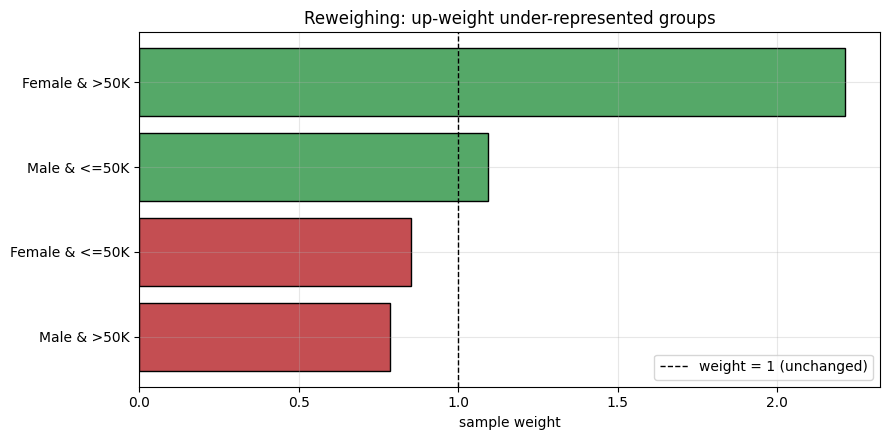 Reweighing: up-weight under-represented groups
Female & >50K
Male & <=50K
Female & <=50K
Male & >50K
weight = 1 (unchanged)
0.0 0.5 1.0 1.5 2.0
sample weight